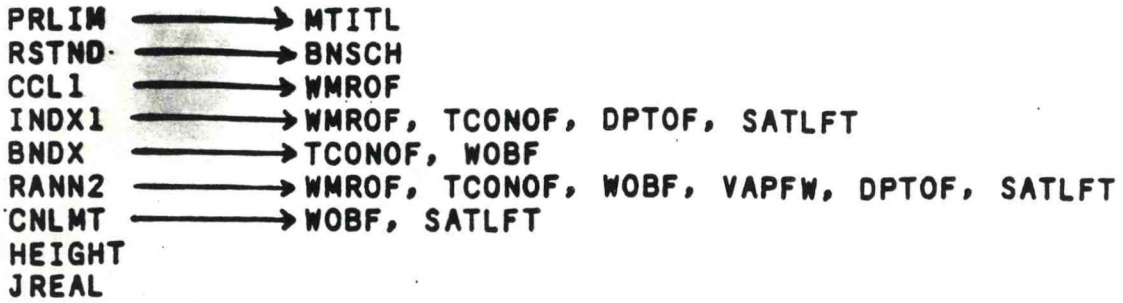 PRLIM → MTITL
RSTND → BNSCH
CCL1 → WMROF
INDX1 → WMROF, TCONOF, DPTOF, SATLFT
BNDX → TCONOF, WOBF
RANN2 → WMROF, TCONOF, WOBF, VAPFW, DPTOF, SATLFT
CNLMT → WOBF, SATLFT
HEIGHT
JREAL